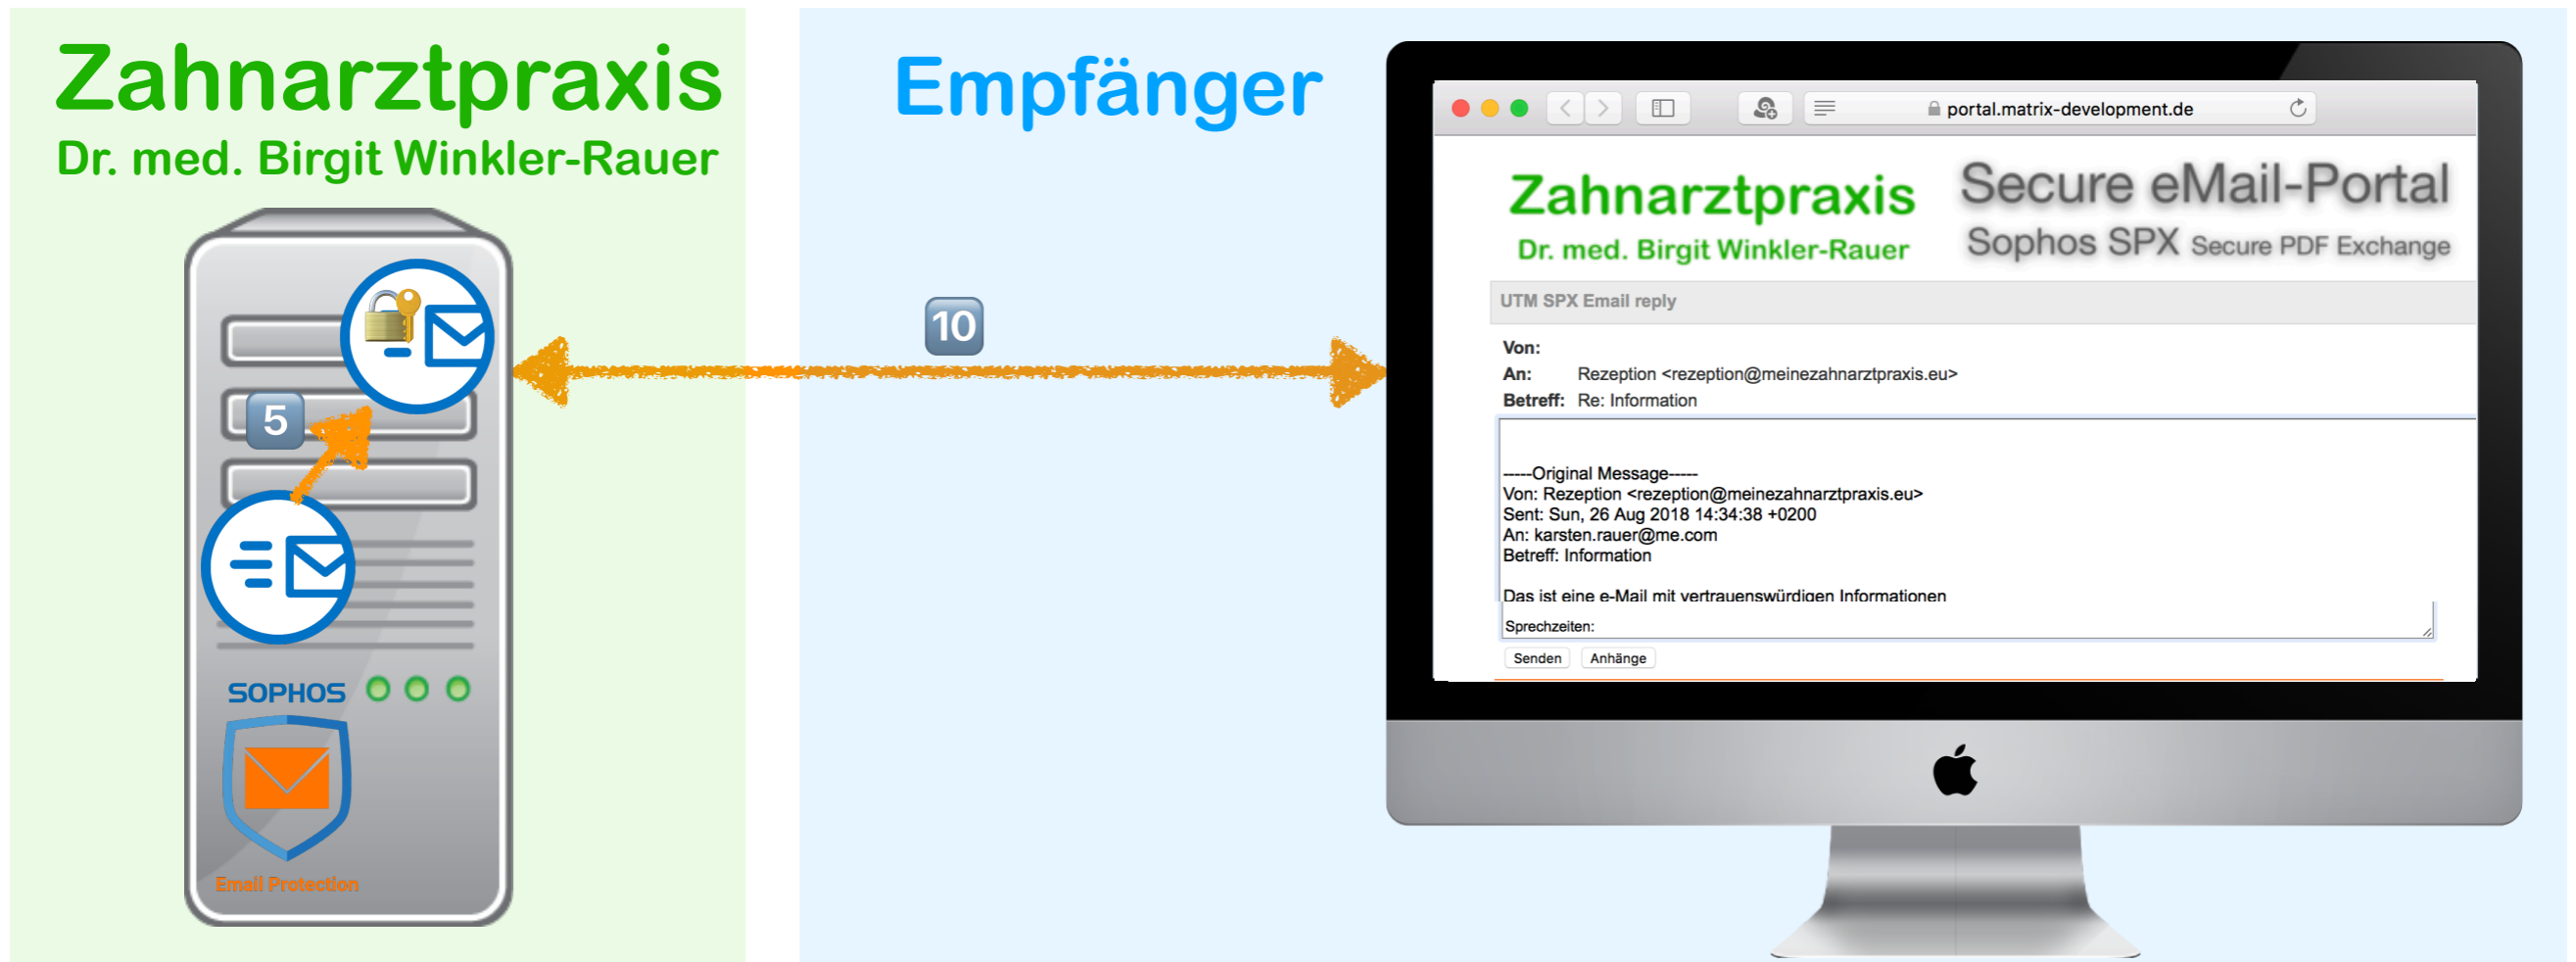 Zahnarztpraxis
Dr. med. Birgit Winkler-Rauer
5
SOPHOS
Email Protection
Empfänger
10
portal.matrix-development.de
Zahnarztpraxis
Dr. med. Birgit Winkler-Rauer
Secure eMail-Portal
Sophos SPX Secure PDF Exchange
UTM SPX Email reply
Von:
An: Rezeption <rezeption@meinezahnarztpraxis.eu>
Betreff: Re: Information
-----Original Message-----
Von: Rezeption <rezeption@meinezahnarztpraxis.eu>
Sent: Sun, 26 Aug 2018 14:34:38 +0200
An: karsten.rauer@me.com
Betreff: Information
Das ist eine e-Mail mit vertrauenswürdigen Informationen
Sprechzeiten:
Senden Anhänge